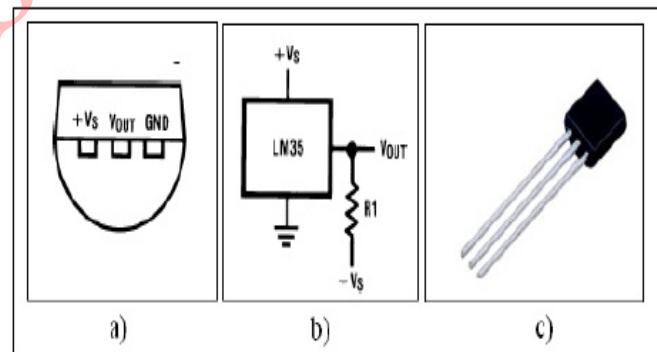 +Vs VOUT GND
+Vs
LM35
VOUT
R1
−Vs
a) b) c)